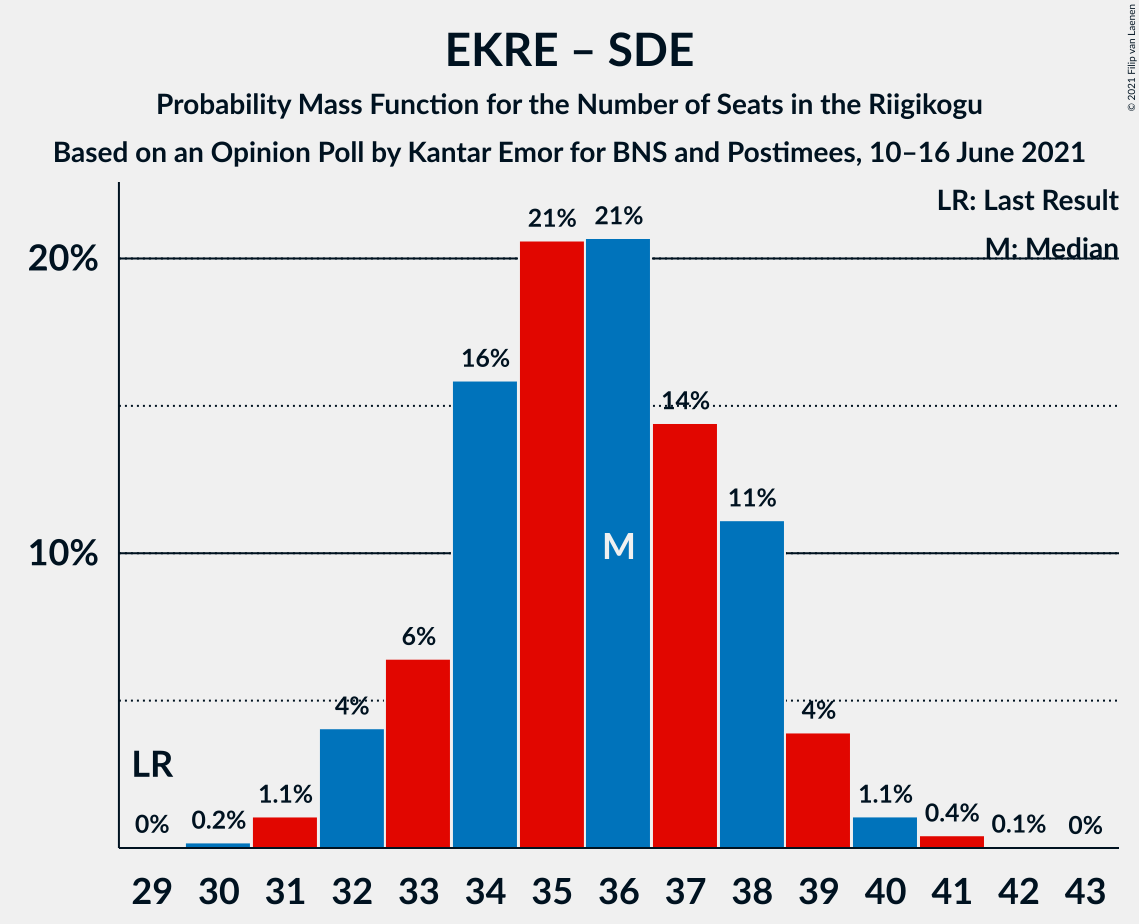 EKRE – SDE
Probability Mass Function for the Number of Seats in the Riigikogu
Based on an Opinion Poll by Kantar Emor for BNS and Postimees, 10–16 June 2021
© 2021 Filip van Laenen
LR: Last Result
M: Median
20%
10%
LR
0%
0.2%
1.1%
4%
6%
16%
21%
21%
M
14%
11%
4%
1.1%
0.4%
0.1%
0%
29 30 31 32 33 34 35 36 37 38 39 40 41 42 43